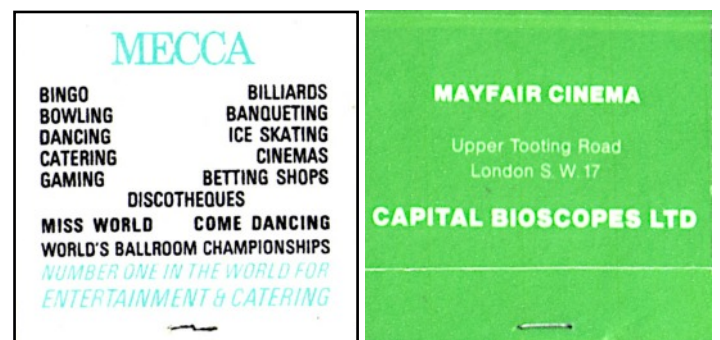 MECCA
BINGO BILLIARDS
BOWLING BANQUETING
DANCING ICE SKATING
CATERING CINEMAS
GAMING BETTING SHOPS
DISCOTHEQUES
MISS WORLD COME DANCING
WORLD'S BALLROOM CHAMPIONSHIPS
NUMBER ONE IN THE WORLD FOR
ENTERTAINMENT & CATERING
MAYFAIR CINEMA
Upper Tooting Road
London S.W.17
CAPITAL BIOSCOPES LTD